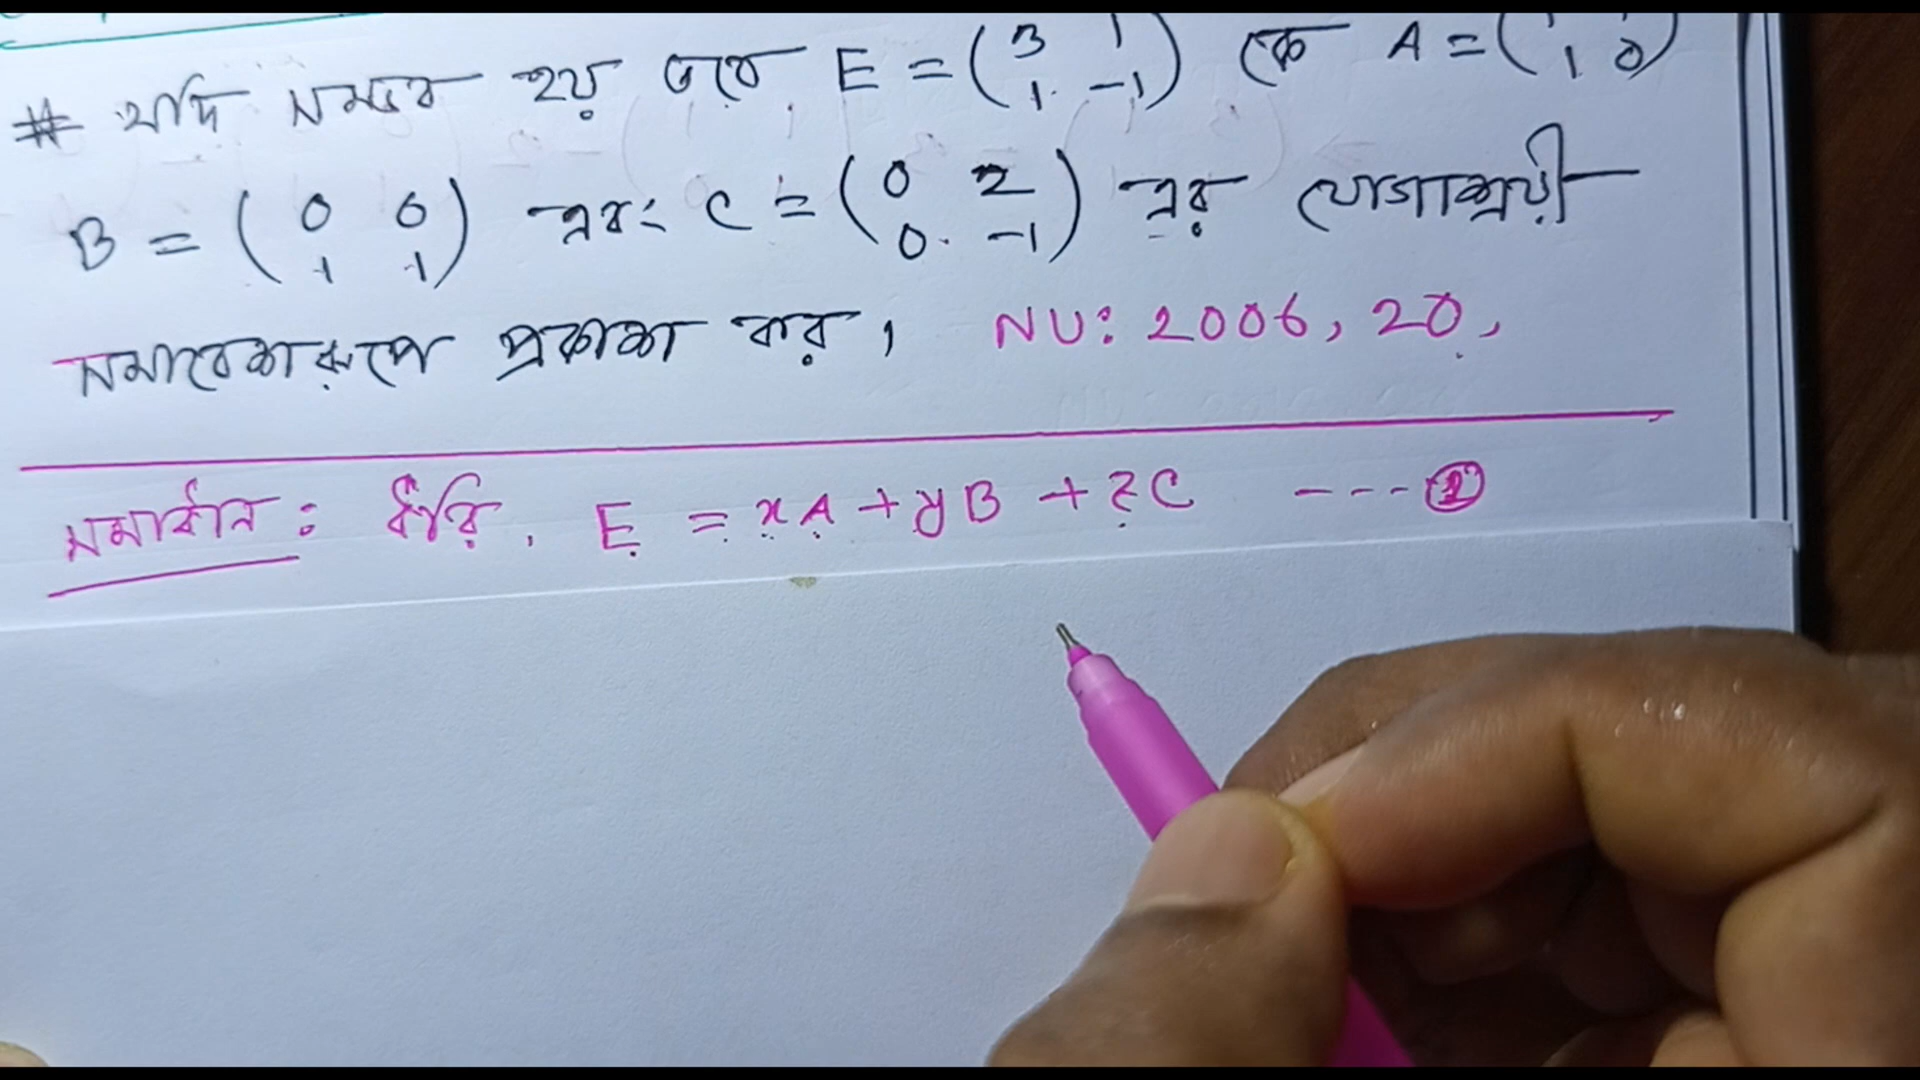 # যদি সম্ভব হয় তবে E = (3 1 1 -1) কে A = (1 1 1 0)
B = (0 0 1 1) এবং C = (0 2 0 -1) এর যোগাশ্রয়ী
সমাবেশরূপে প্রকাশ কর। NU: 2006, 20,
সমাধান: ধরি, E = xA + yB + zC ---①